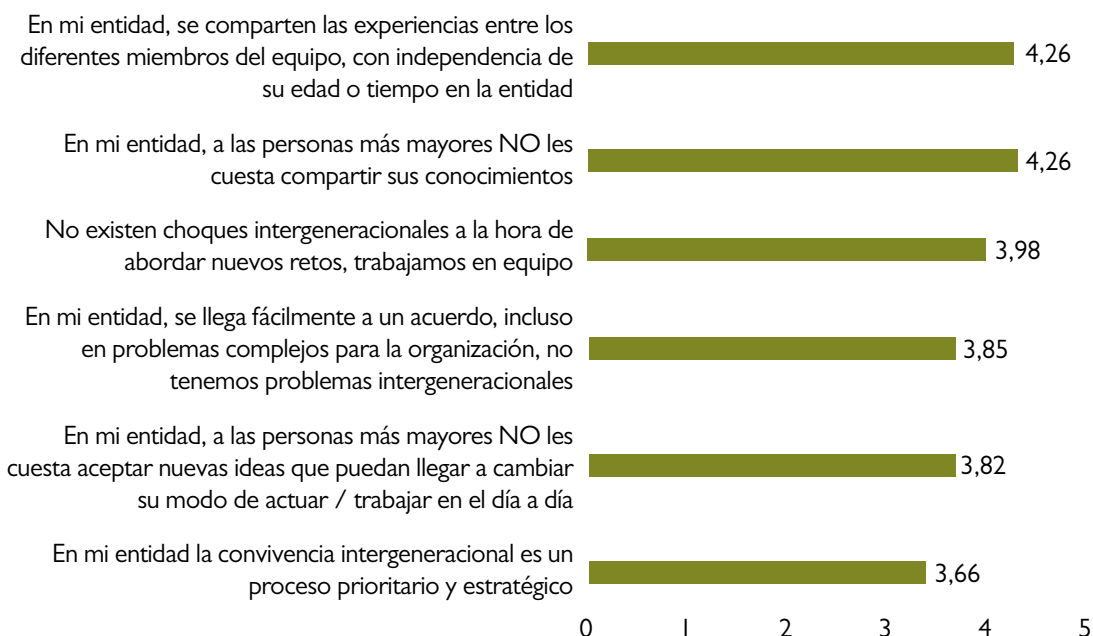 En mi entidad, se comparten las experiencias entre los
diferentes miembros del equipo, con independencia de
su edad o tiempo en la entidad
4,26
En mi entidad, a las personas más mayores NO les
cuesta compartir sus conocimientos
4,26
No existen choques intergeneracionales a la hora de
abordar nuevos retos, trabajamos en equipo
3,98
En mi entidad, se llega fácilmente a un acuerdo, incluso
en problemas complejos para la organización, no
tenemos problemas intergeneracionales
3,85
En mi entidad, a las personas más mayores NO les
cuesta aceptar nuevas ideas que puedan llegar a cambiar
su modo de actuar / trabajar en el día a día
3,82
En mi entidad la convivencia intergeneracional es un
proceso prioritario y estratégico
3,66
0 1 2 3 4 5